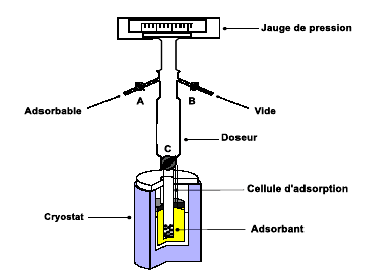 Jauge de pression
A
B
Adsorbable
Vide
Doseur
C
Cellule d'adsorption
Cryostat
Adsorbant